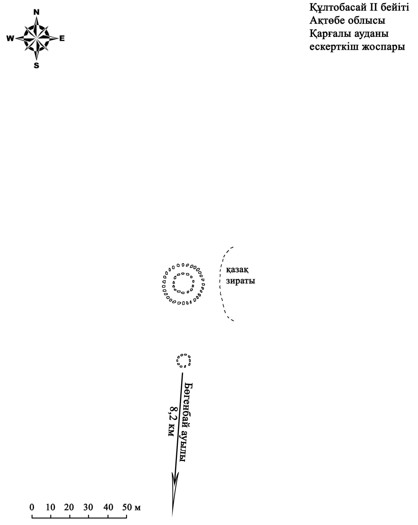 Құлтобасай II бейіті
Ақтөбе облысы
Қарғалы ауданы
ескерткіш жоспары
N
W E
S
қазақ
зираты
Бөгенбай ауылы
8,2 км
0 10 20 30 40 50 м